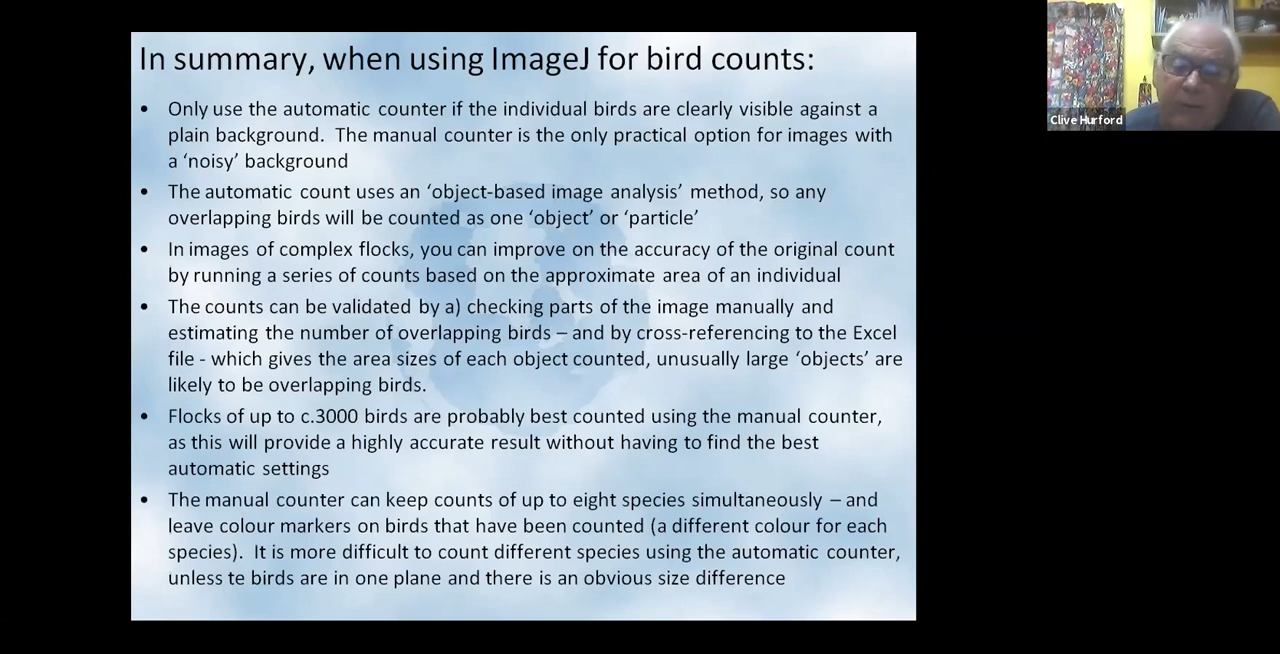 In summary, when using ImageJ for bird counts:
• Only use the automatic counter if the individual birds are clearly visible against a
plain background.  The manual counter is the only practical option for images with
a ‘noisy’ background
• The automatic count uses an ‘object-based image analysis’ method, so any
overlapping birds will be counted as one ‘object’ or ‘particle’
• In images of complex flocks, you can improve on the accuracy of the original count
by running a series of counts based on the approximate area of an individual
• The counts can be validated by a) checking parts of the image manually and
estimating the number of overlapping birds – and by cross-referencing to the Excel
file - which gives the area sizes of each object counted, unusually large ‘objects’ are
likely to be overlapping birds.
• Flocks of up to c.3000 birds are probably best counted using the manual counter,
as this will provide a highly accurate result without having to find the best
automatic settings
• The manual counter can keep counts of up to eight species simultaneously – and
leave colour markers on birds that have been counted (a different colour for each
species).  It is more difficult to count different species using the automatic counter,
unless te birds are in one plane and there is an obvious size difference
Clive Hurford